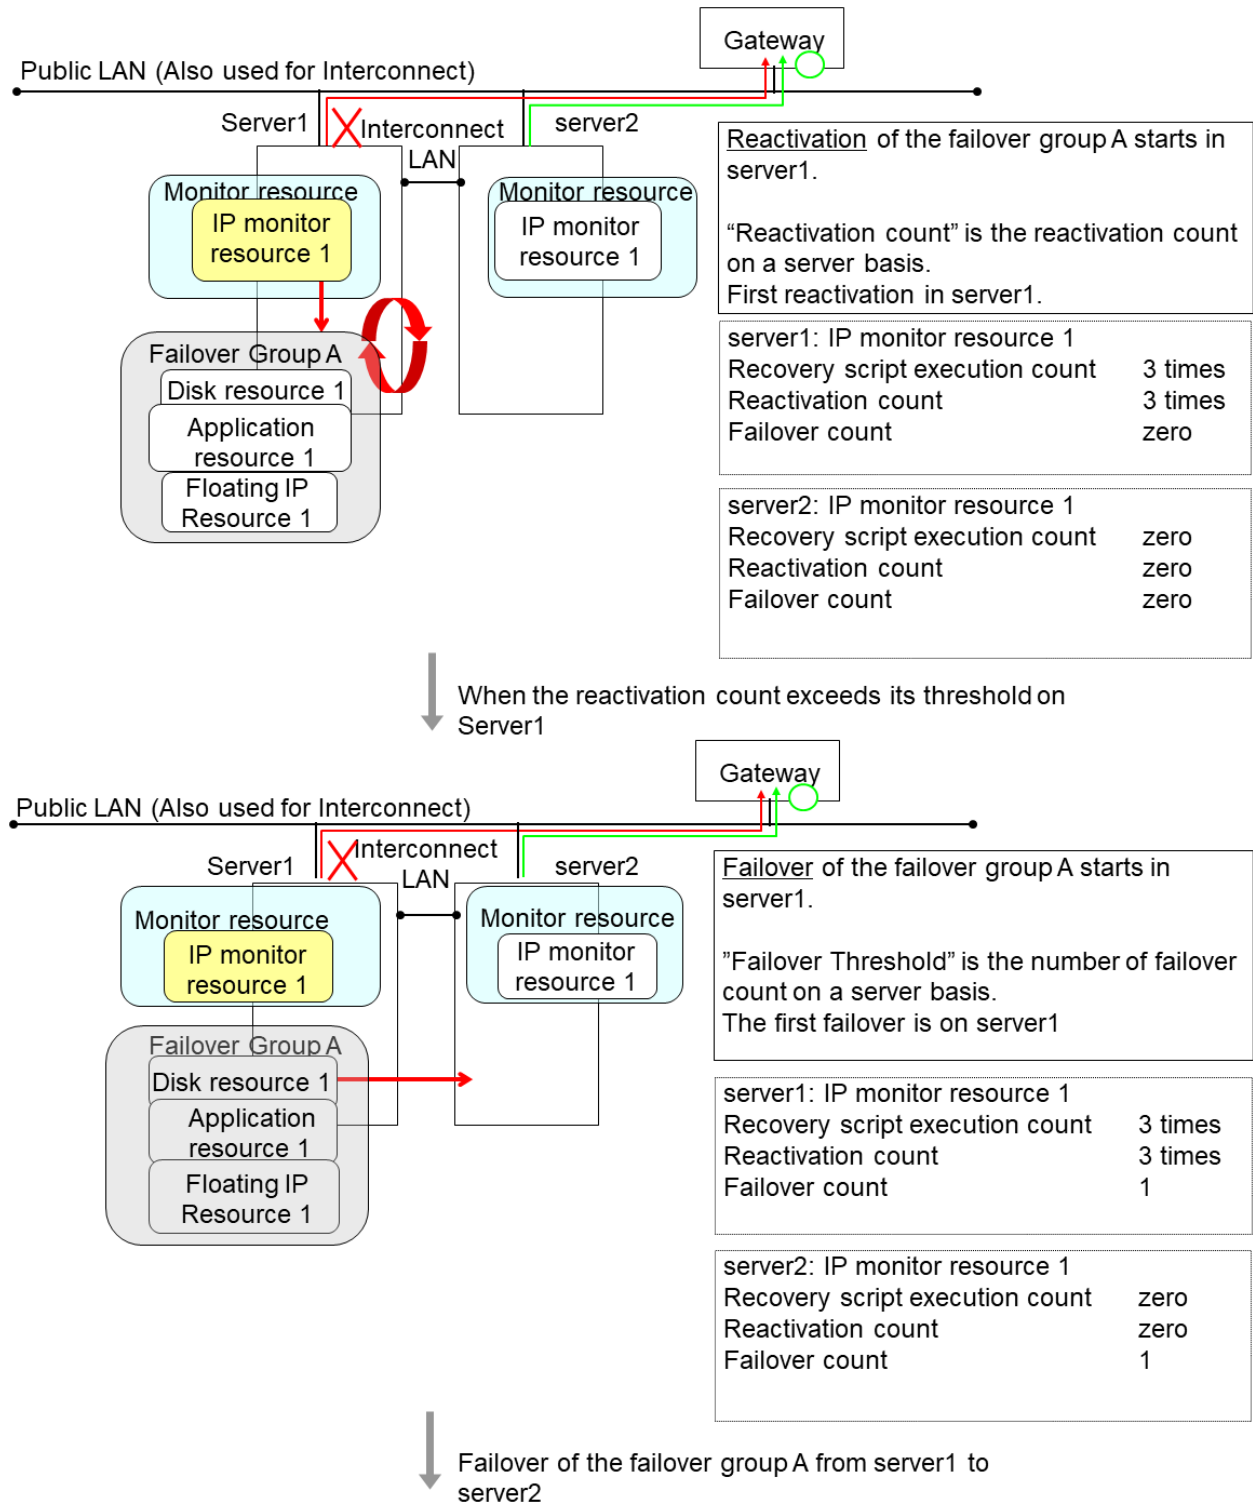 Gateway
Public LAN (Also used for Interconnect)
Server1
Interconnect
LAN
server2
Monitor resource
IP monitor
resource 1
Monitor resource
IP monitor
resource 1
Failover Group A
Disk resource 1
Application
resource 1
Floating IP
Resource 1
Reactivation of the failover group A starts in
server1.
“Reactivation count” is the reactivation count
on a server basis.
First reactivation in server1.
server1: IP monitor resource 1
Recovery script execution count 3 times
Reactivation count 3 times
Failover count zero
server2: IP monitor resource 1
Recovery script execution count zero
Reactivation count zero
Failover count zero
When the reactivation count exceeds its threshold on
Server1
Gateway
Public LAN (Also used for Interconnect)
Server1
Interconnect
LAN
server2
Monitor resource
IP monitor
resource 1
Monitor resource
IP monitor
resource 1
Failover Group A
Disk resource 1
Application
resource 1
Floating IP
Resource 1
Failover of the failover group A starts in
server1.
”Failover Threshold” is the number of failover
count on a server basis.
The first failover is on server1
server1: IP monitor resource 1
Recovery script execution count 3 times
Reactivation count 3 times
Failover count 1
server2: IP monitor resource 1
Recovery script execution count zero
Reactivation count zero
Failover count 1
Failover of the failover group A from server1 to
server2